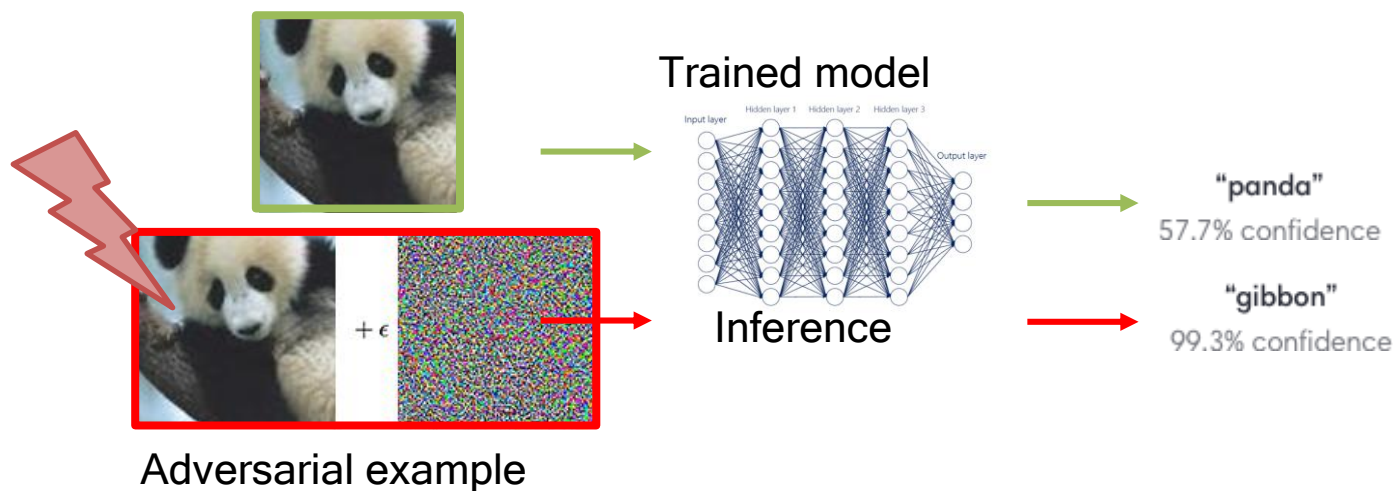 Trained model
Hidden layer 1 Hidden layer 2 Hidden layer 3
Input layer
Output layer
“panda”
57.7% confidence
+ ϵ
“gibbon”
99.3% confidence
Inference
Adversarial example